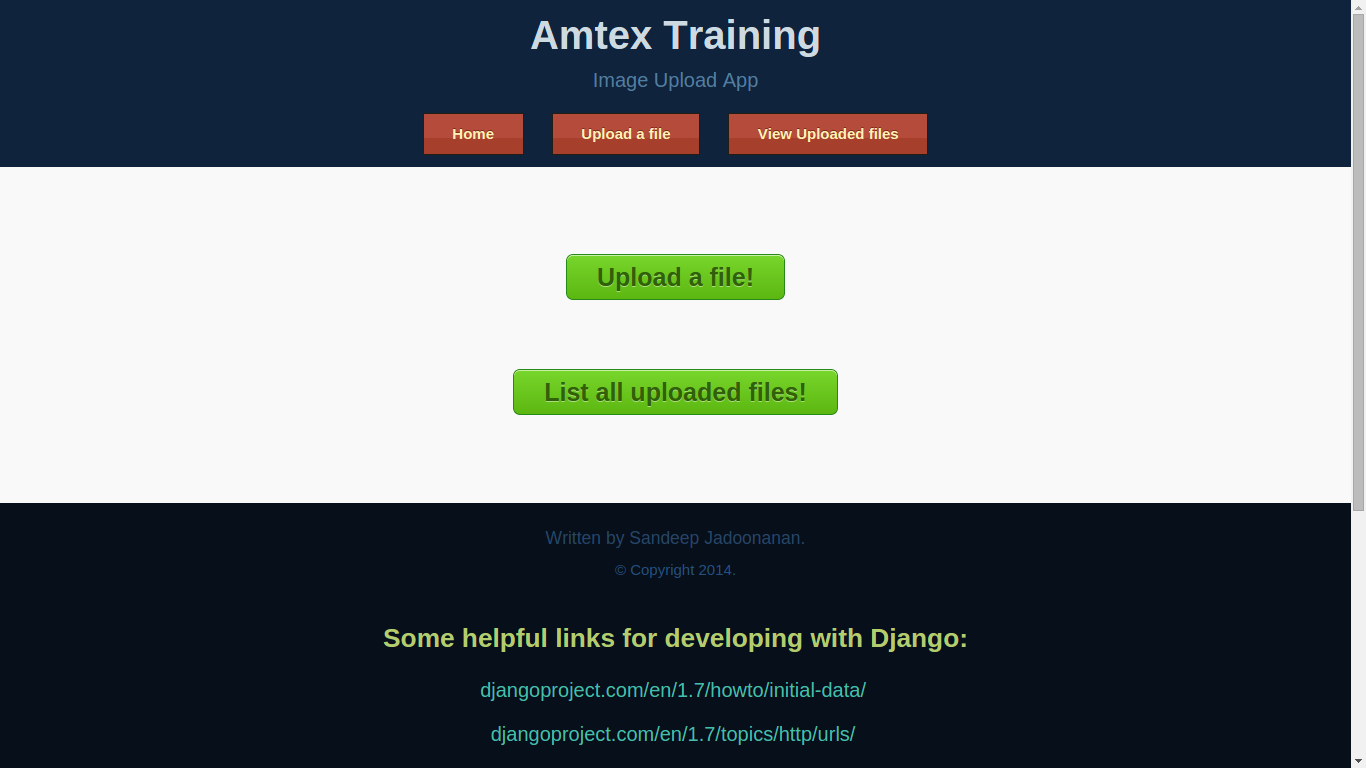 Amtex Training
Image Upload App
Home Upload a file View Uploaded files
Upload a file!
List all uploaded files!
Written by Sandeep Jadoonanan.
© Copyright 2014.
Some helpful links for developing with Django:
djangoproject.com/en/1.7/howto/initial-data/
djangoproject.com/en/1.7/topics/http/urls/